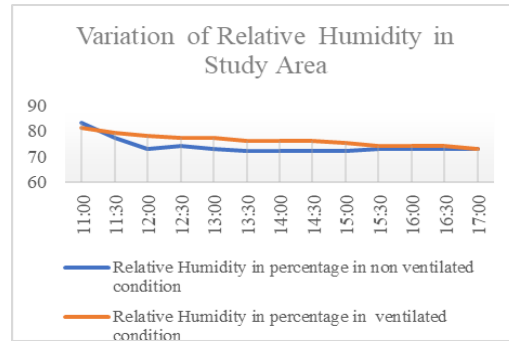 Variation of Relative Humidity in
Study Area
90
80
70
60
11:00
11:30
12:00
12:30
13:00
13:30
14:00
14:30
15:00
15:30
16:00
16:30
17:00
Relative Humidity in percentage in non ventilated
condition
Relative Humidity in percentage in ventilated
condition